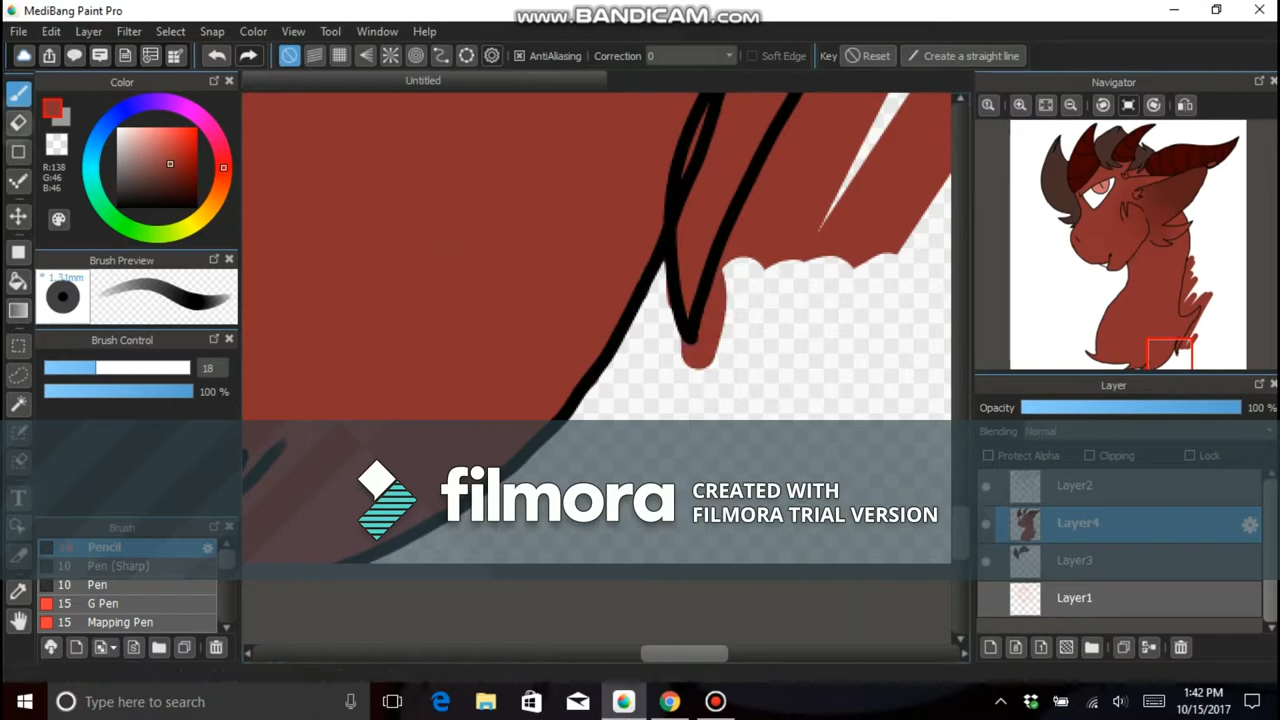 MediBang Paint Pro
www.BANDICAM.com
File Edit Layer Filter Select Snap Color View Tool Window Help
AntiAliasing Correction 0 Soft Edge Key Reset Create a straight line
Color
Untitled
Navigator
R:138
G:46
B:46
Brush Preview
1.31mm
Brush Control
18
100 %
Layer
Opacity 100 %
Blending Normal
Protect Alpha Clipping Lock
Layer2
Layer4
Layer3
Layer1
filmora
CREATED WITH
FILMORA TRIAL VERSION
Brush
Pencil
10 Pen (Sharp)
10 Pen
15 G Pen
15 Mapping Pen
Type here to search
1:42 PM
10/15/2017